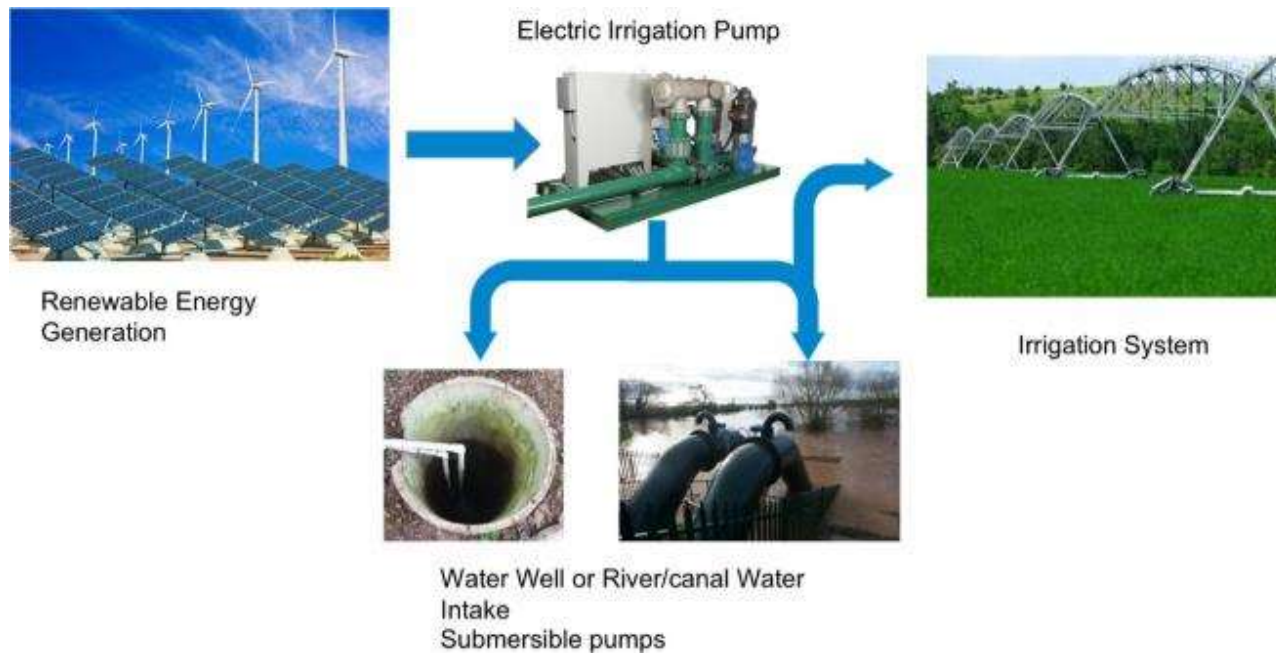 Electric Irrigation Pump
Renewable Energy
Generation
Irrigation System
Water Well or River/canal Water
Intake
Submersible pumps